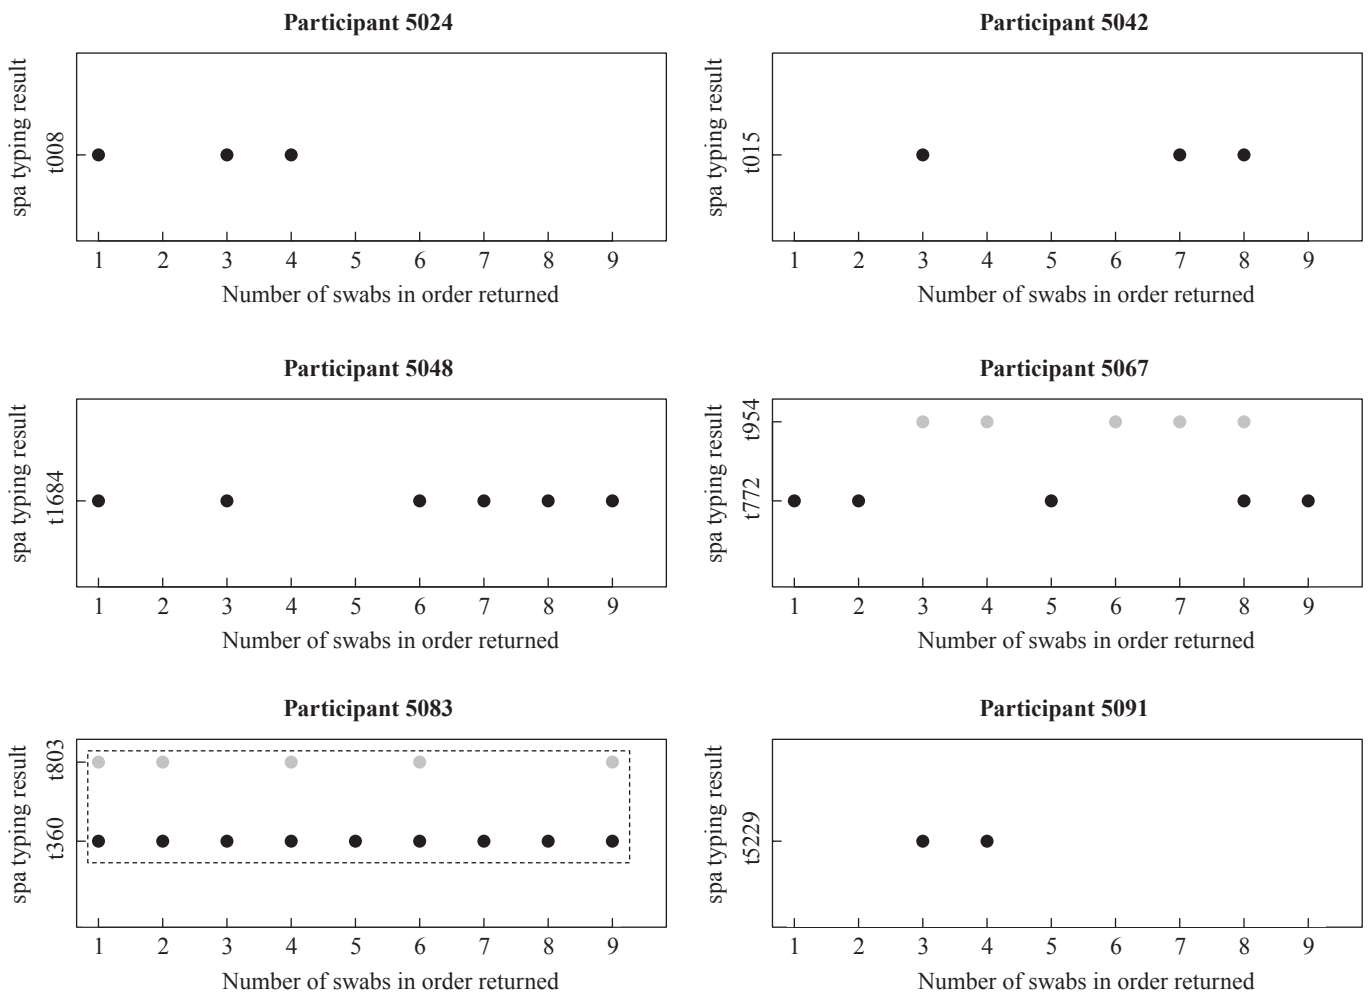 Participant 5024
spa typing result
t008
1 2 3 4 5 6 7 8 9
Number of swabs in order returned
Participant 5042
spa typing result
t015
1 2 3 4 5 6 7 8 9
Number of swabs in order returned
Participant 5048
spa typing result
t1684
1 2 3 4 5 6 7 8 9
Number of swabs in order returned
Participant 5067
spa typing result
t954
t772
1 2 3 4 5 6 7 8 9
Number of swabs in order returned
Participant 5083
spa typing result
t803
t360
1 2 3 4 5 6 7 8 9
Number of swabs in order returned
Participant 5091
spa typing result
t5229
1 2 3 4 5 6 7 8 9
Number of swabs in order returned